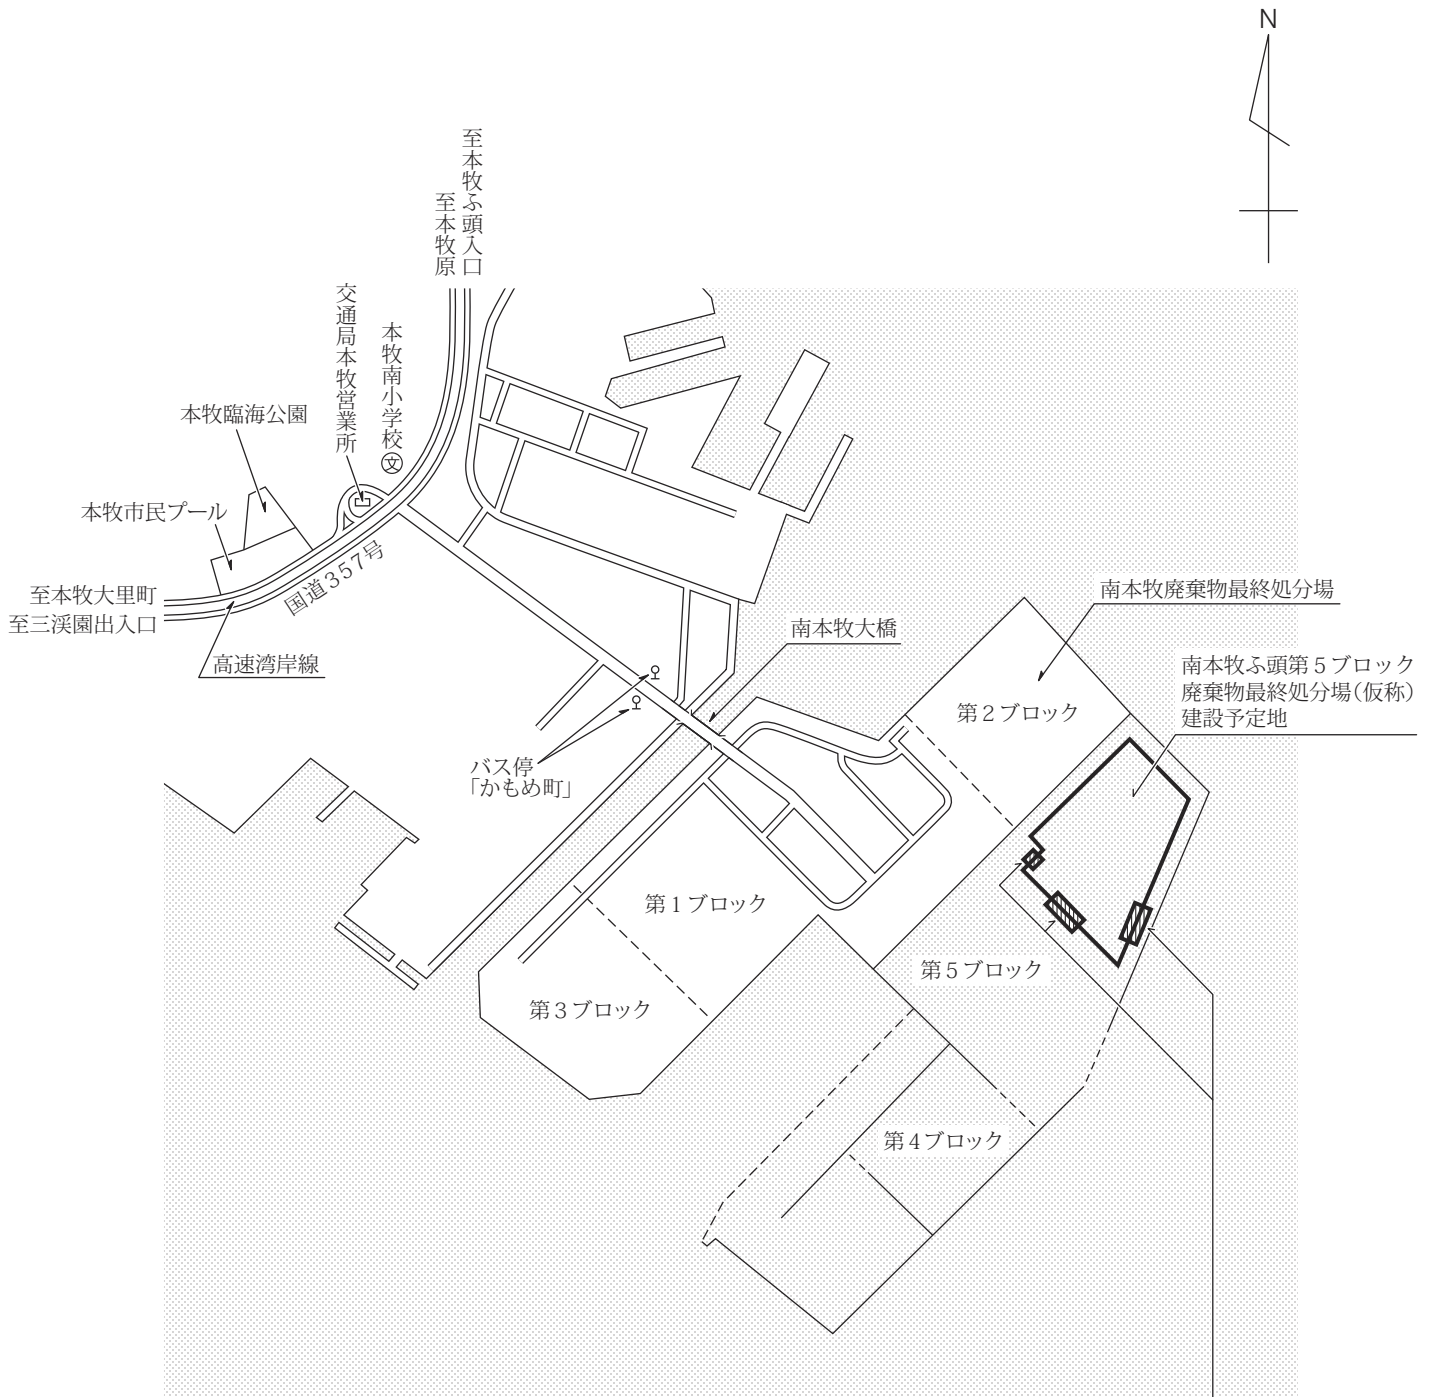 N
至本牧ふ頭入口
至本牧原
交通局本牧営業所
本牧南小学校
文
本牧臨海公園
本牧市民プール
国道357号
至本牧大里町
至三渓園出入口
高速湾岸線
南本牧廃棄物最終処分場
南本牧大橋
南本牧ふ頭第5ブロック
廃棄物最終処分場(仮称)
建設予定地
第2ブロック
バス停
「かもめ町」
第1ブロック
第5ブロック
第3ブロック
第4ブロック